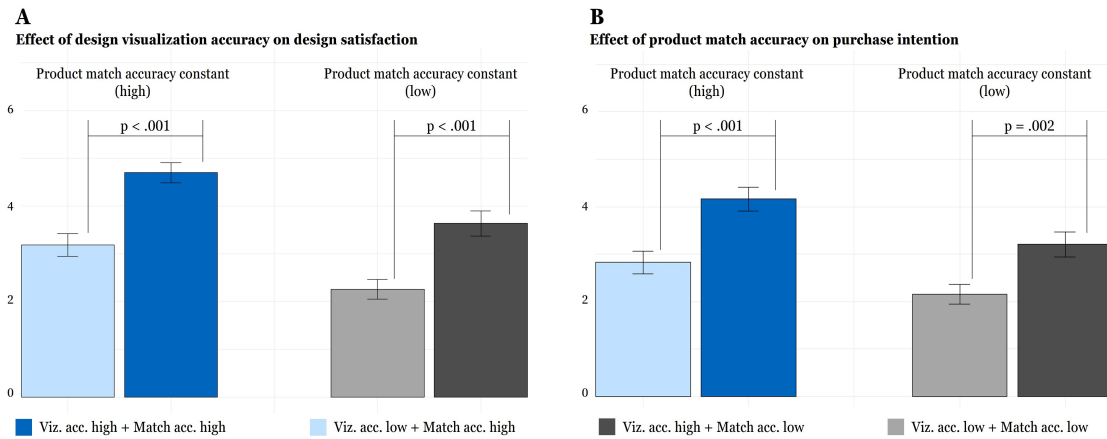 A
Effect of design visualization accuracy on design satisfaction
Product match accuracy constant
(high)
Product match accuracy constant
(low)
6
p < .001
p < .001
4
2
0
Viz. acc. high + Match acc. high
Viz. acc. low + Match acc. high
B
Effect of product match accuracy on purchase intention
Product match accuracy constant
(high)
Product match accuracy constant
(low)
6
p < .001
p = .002
4
2
0
Viz. acc. high + Match acc. low
Viz. acc. low + Match acc. low